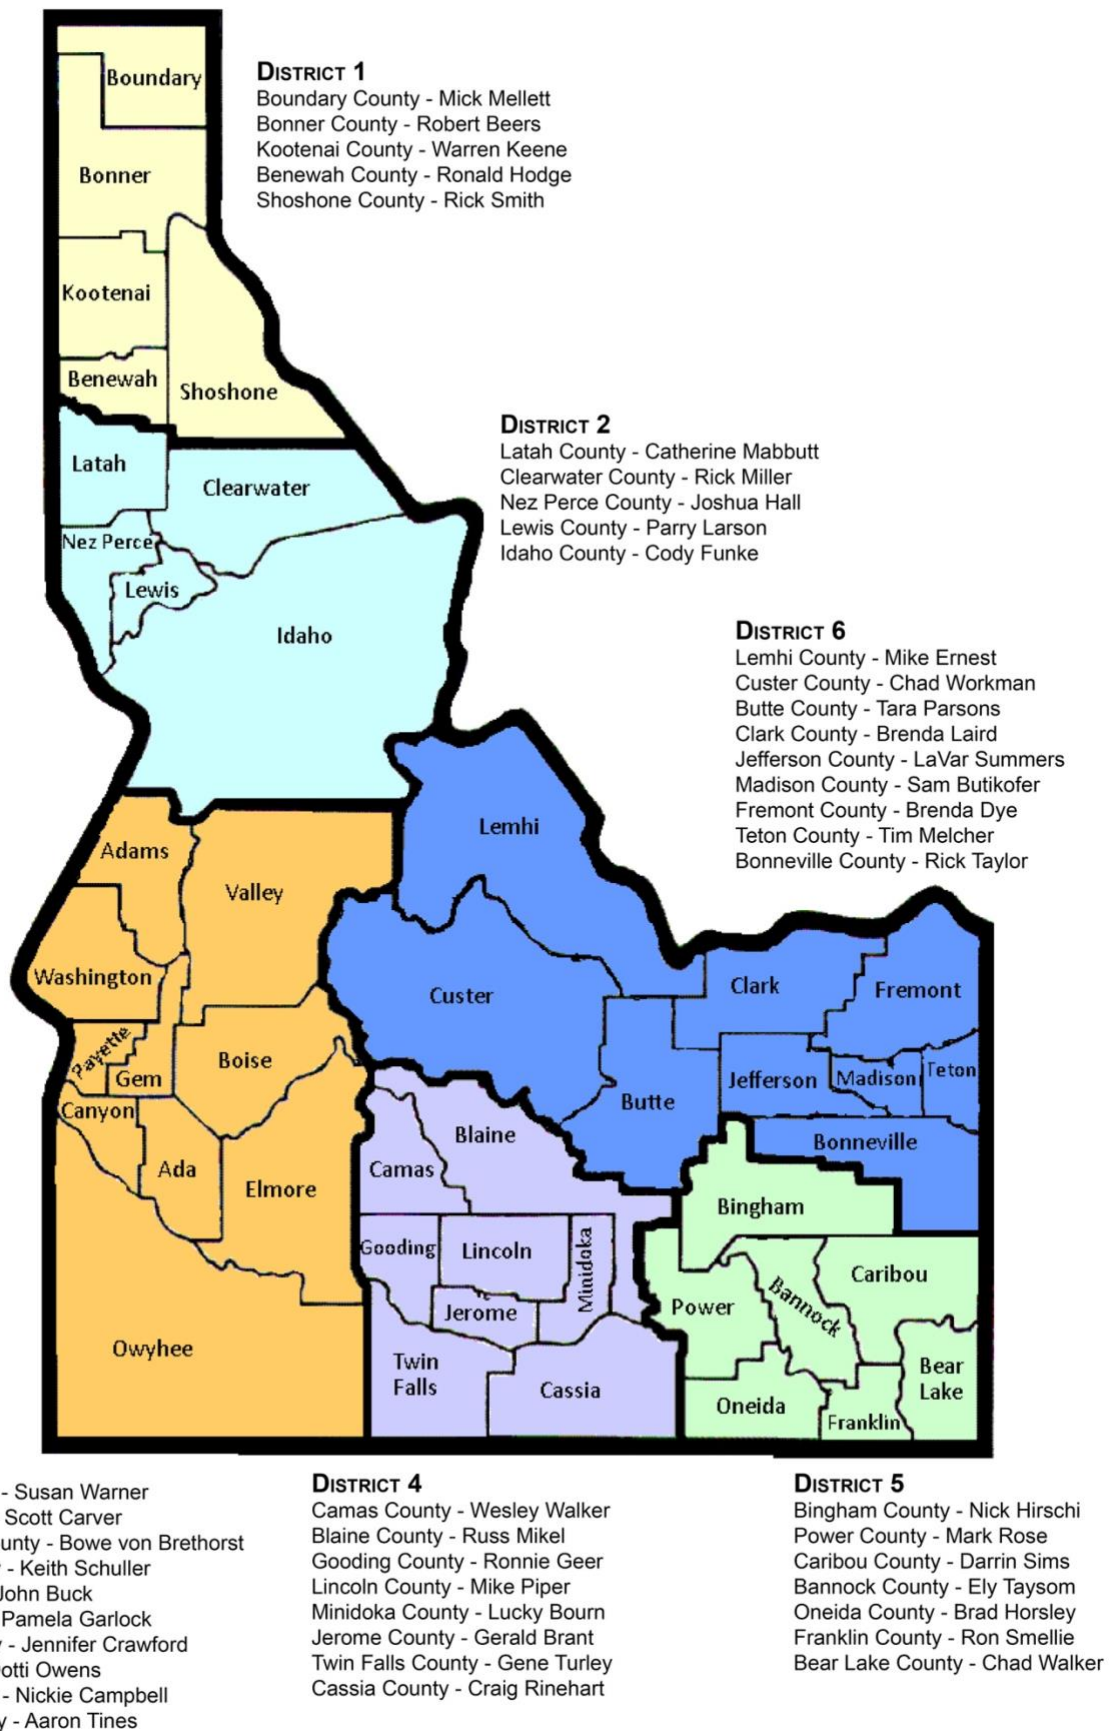 Boundary
Bonner
Kootenai
Benewah
Shoshone
DISTRICT 1
Boundary County - Mick Mellett
Bonner County - Robert Beers
Kootenai County - Warren Keene
Benewah County - Ronald Hodge
Shoshone County - Rick Smith
Latah
Clearwater
Nez Perce
Lewis
Idaho
DISTRICT 2
Latah County - Catherine Mabbutt
Clearwater County - Rick Miller
Nez Perce County - Joshua Hall
Lewis County - Parry Larson
Idaho County - Cody Funke
DISTRICT 6
Lemhi County - Mike Ernest
Custer County - Chad Workman
Butte County - Tara Parsons
Clark County - Brenda Laird
Jefferson County - LaVar Summers
Madison County - Sam Butikofer
Fremont County - Brenda Dye
Teton County - Tim Melcher
Bonneville County - Rick Taylor
Adams
Valley
Washington
Payette
Gem
Boise
Canyon
Ada
Elmore
Owyhee
Lemhi
Custer
Clark
Fremont
Butte
Jefferson
Madison
Teton
Bonneville
Blaine
Camas
Gooding
Lincoln
Minidoka
Jerome
Twin
Falls
Cassia
Bingham
Power
Bannock
Caribou
Oneida
Franklin
Bear
Lake
- Susan Warner
Scott Carver
unty - Bowe von Brethorst
- Keith Schuller
John Buck
Pamela Garlock
- Jennifer Crawford
otti Owens
- Nickie Campbell
y - Aaron Tines
DISTRICT 4
Camas County - Wesley Walker
Blaine County - Russ Mikel
Gooding County - Ronnie Geer
Lincoln County - Mike Piper
Minidoka County - Lucky Bourn
Jerome County - Gerald Brant
Twin Falls County - Gene Turley
Cassia County - Craig Rinehart
DISTRICT 5
Bingham County - Nick Hirschi
Power County - Mark Rose
Caribou County - Darrin Sims
Bannock County - Ely Taysom
Oneida County - Brad Horsley
Franklin County - Ron Smellie
Bear Lake County - Chad Walker